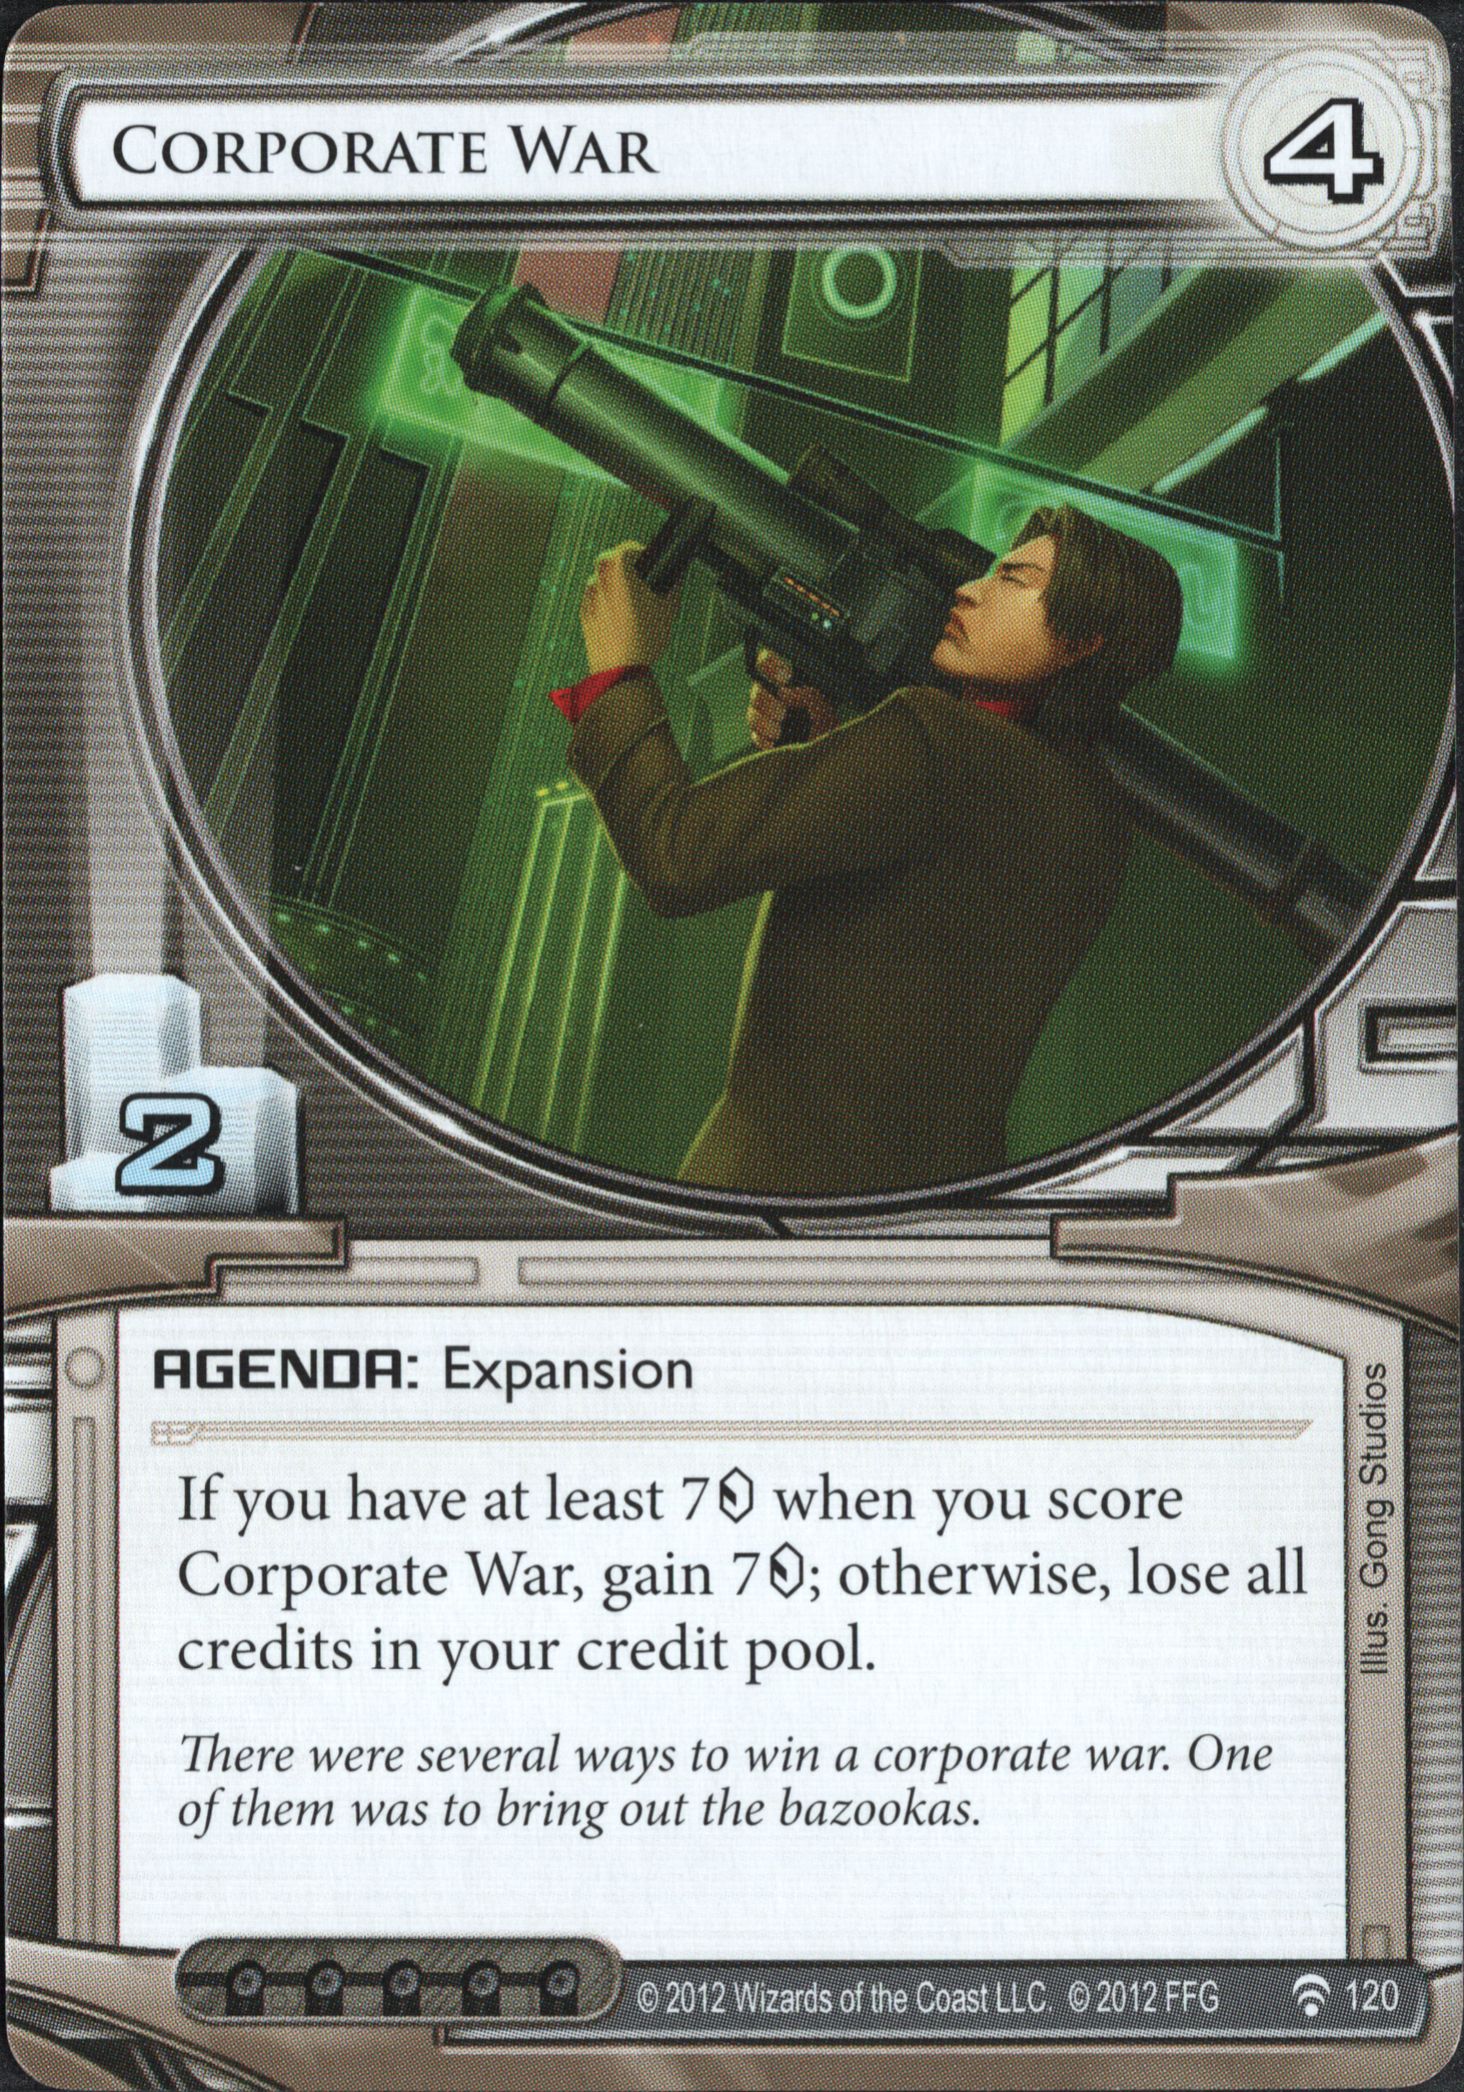 Corporate War
4
2
AGENDA: Expansion
If you have at least 7 when you score
Corporate War, gain 7; otherwise, lose all
credits in your credit pool.
There were several ways to win a corporate war. One
of them was to bring out the bazookas.
Illus. Gong Studios
© 2012 Wizards of the Coast LLC. © 2012 FFG
120